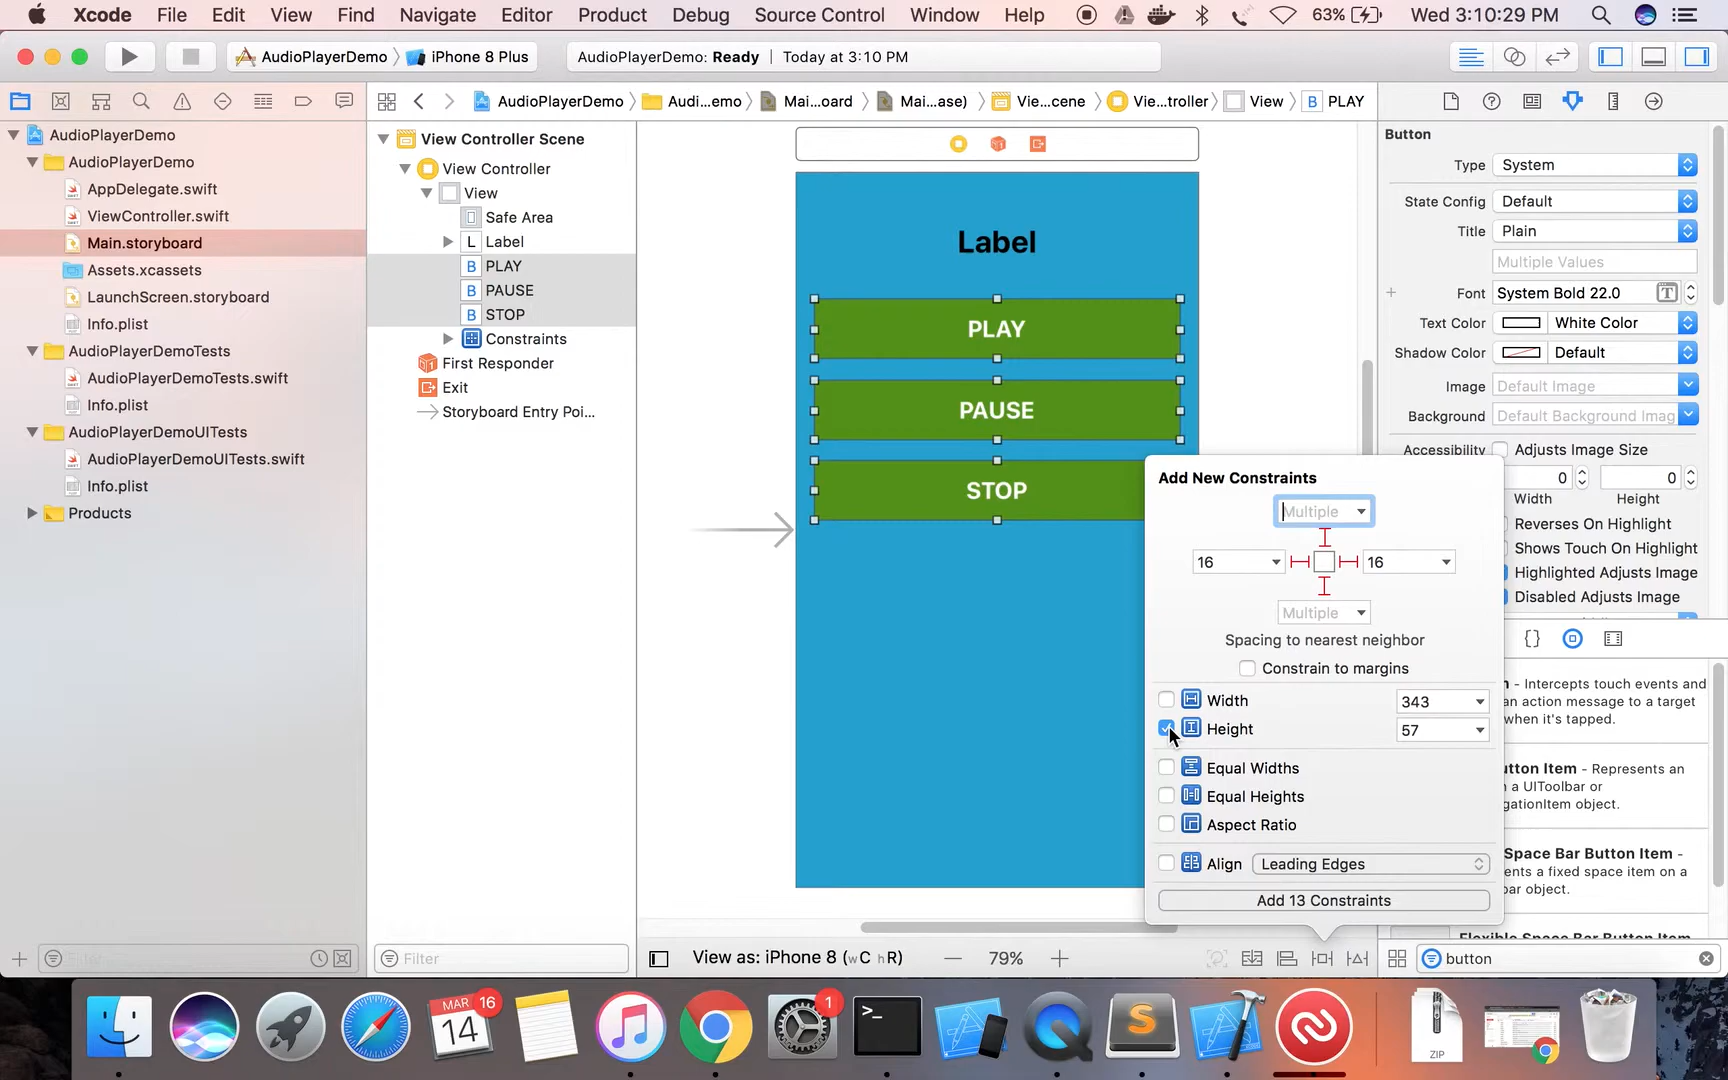 Xcode File Edit View Find Navigate Editor Product Debug Source Control Window Help 63% Wed 3:10:29 PM
AudioPlayerDemo iPhone 8 Plus AudioPlayerDemo: Ready | Today at 3:10 PM
AudioPlayerDemo Audi...emo Mai...oard Mai...ase) Vie...cene Vie...troller View B PLAY
AudioPlayerDemo
AudioPlayerDemo
AppDelegate.swift
ViewController.swift
Main.storyboard
Assets.xcassets
LaunchScreen.storyboard
Info.plist
AudioPlayerDemoTests
AudioPlayerDemoTests.swift
Info.plist
AudioPlayerDemoUITests
AudioPlayerDemoUITests.swift
Info.plist
Products
Filter
View Controller Scene
View Controller
View
Safe Area
L Label
B PLAY
B PAUSE
B STOP
Constraints
First Responder
Exit
Storyboard Entry Poi...
Filter
Label
PLAY
PAUSE
STOP
View as: iPhone 8 (wC hR) 79%
Add New Constraints
Multiple
16 16
Multiple
Spacing to nearest neighbor
Constrain to margins
Width 343
Height 57
Equal Widths
Equal Heights
Aspect Ratio
Align Leading Edges
Add 13 Constraints
Button
Type System
State Config Default
Title Plain
Multiple Values
Font System Bold 22.0 T
Text Color White Color
Shadow Color Default
Image Default Image
Background Default Background Imag
Accessibility Adjusts Image Size
0 0
Width Height
Reverses On Highlight
Shows Touch On Highlight
Highlighted Adjusts Image
Disabled Adjusts Image
{}
n - Intercepts touch events and
an action message to a target
when it's tapped.
utton Item - Represents an
n a UIToolbar or
gationItem object.
Space Bar Button Item -
ents a fixed space item on a
bar object.
Flexible Space Bar Button Item
button
MAR 16
14
1
>_
S
ZIP